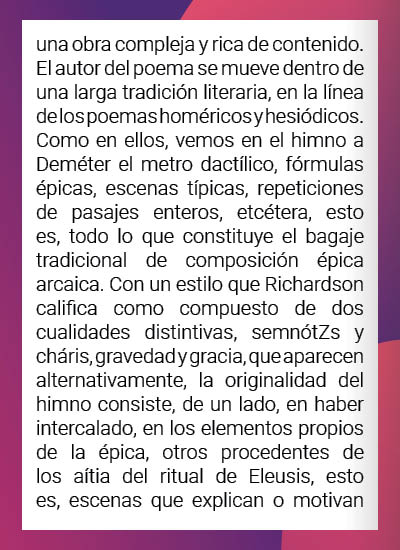 una obra compleja y rica de contenido.
El autor del poema se mueve dentro de
una larga tradición literaria, en la línea
de los poemas homéricos y hesiódicos.
Como en ellos, vemos en el himno a
Deméter el metro dactílico, fórmulas
épicas, escenas típicas, repeticiones
de pasajes enteros, etcétera, esto
es, todo lo que constituye el bagaje
tradicional de composición épica
arcaica. Con un estilo que Richardson
califica como compuesto de dos
cualidades distintivas, semnótZs y
cháris, gravedad y gracia, que aparecen
alternativamente, la originalidad del
himno consiste, de un lado, en haber
intercalado, en los elementos propios
de la épica, otros procedentes de
los aítia del ritual de Eleusis, esto
es, escenas que explican o motivan